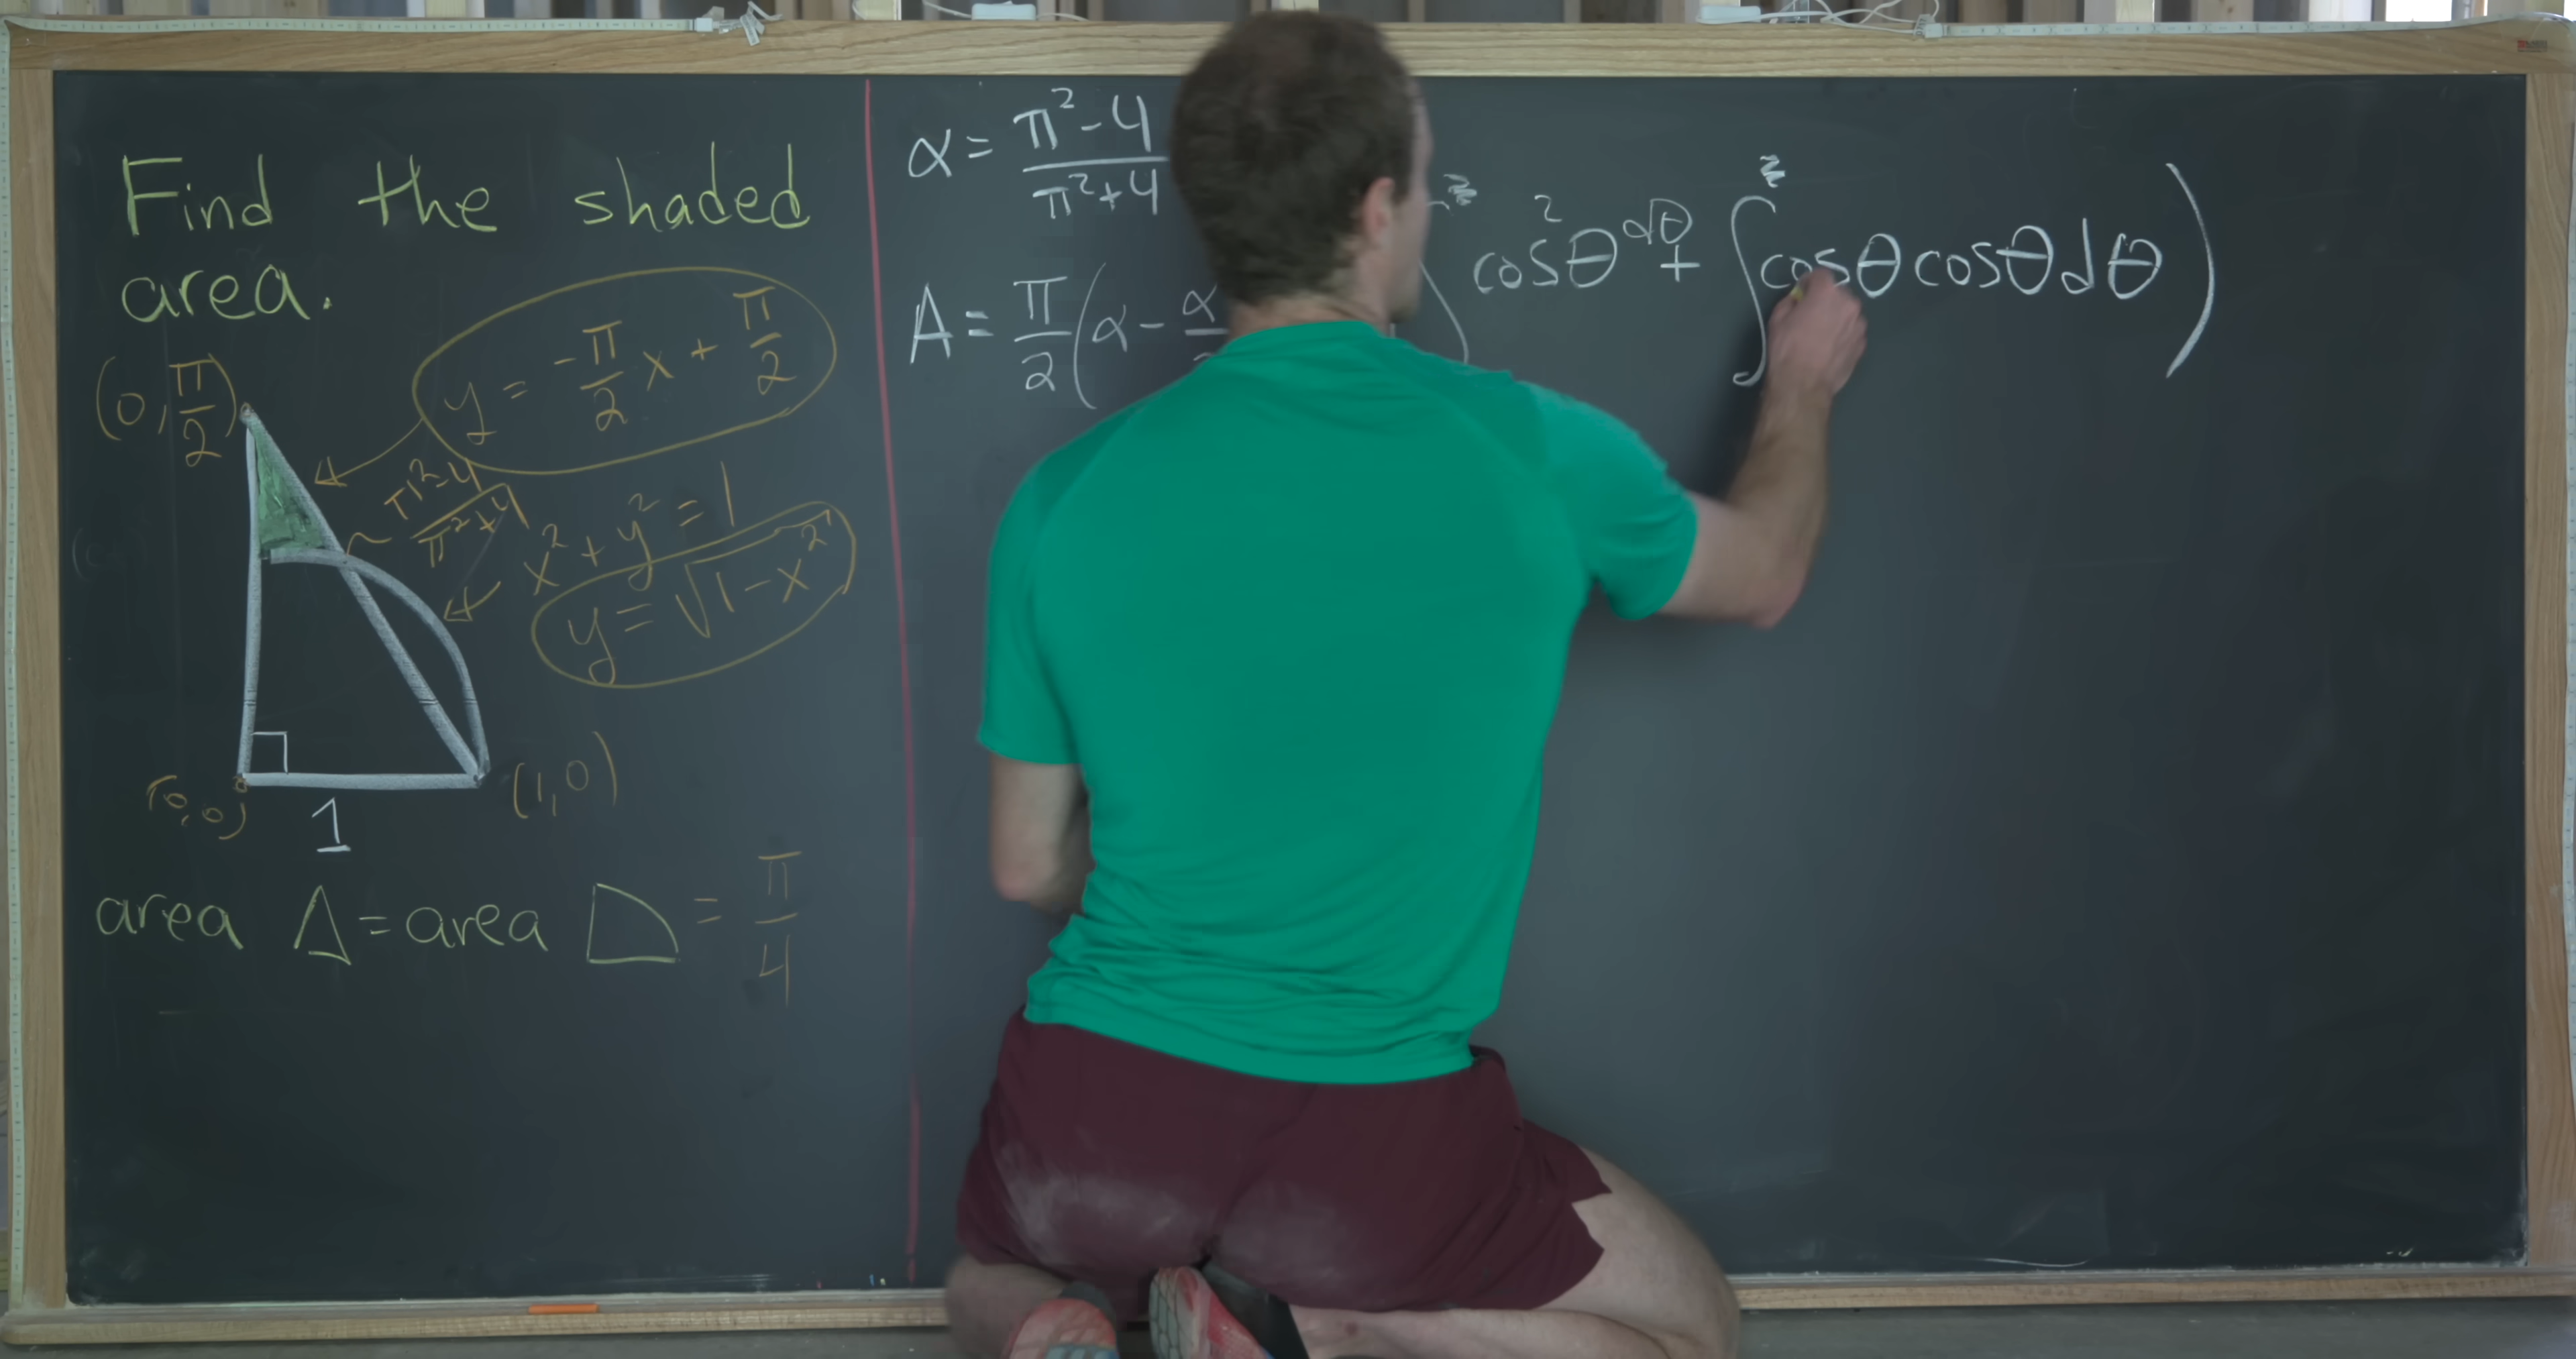 Find the shaded
area.
(0, π/2)
y = -π/2 x + π/2
π²-4/π²+4
x² + y² = 1
y = √1-x²
(0,0)
1
(1,0)
area △ = area = π/4
α = π²-4/π²+4
A = π/2(α - α
cos²θ dθ + ∫cosθ cosθ dθ)